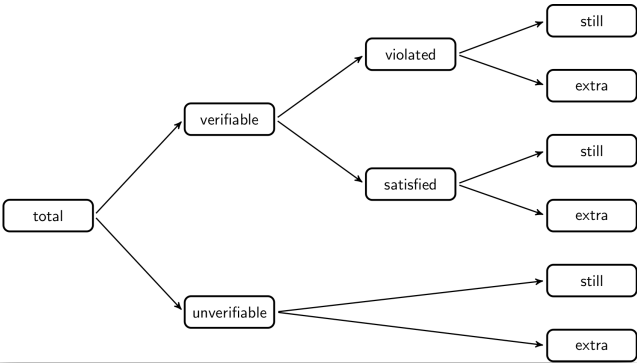 still
violated
extra
verifiable
still
satisfied
extra
total
still
unverifiable
extra